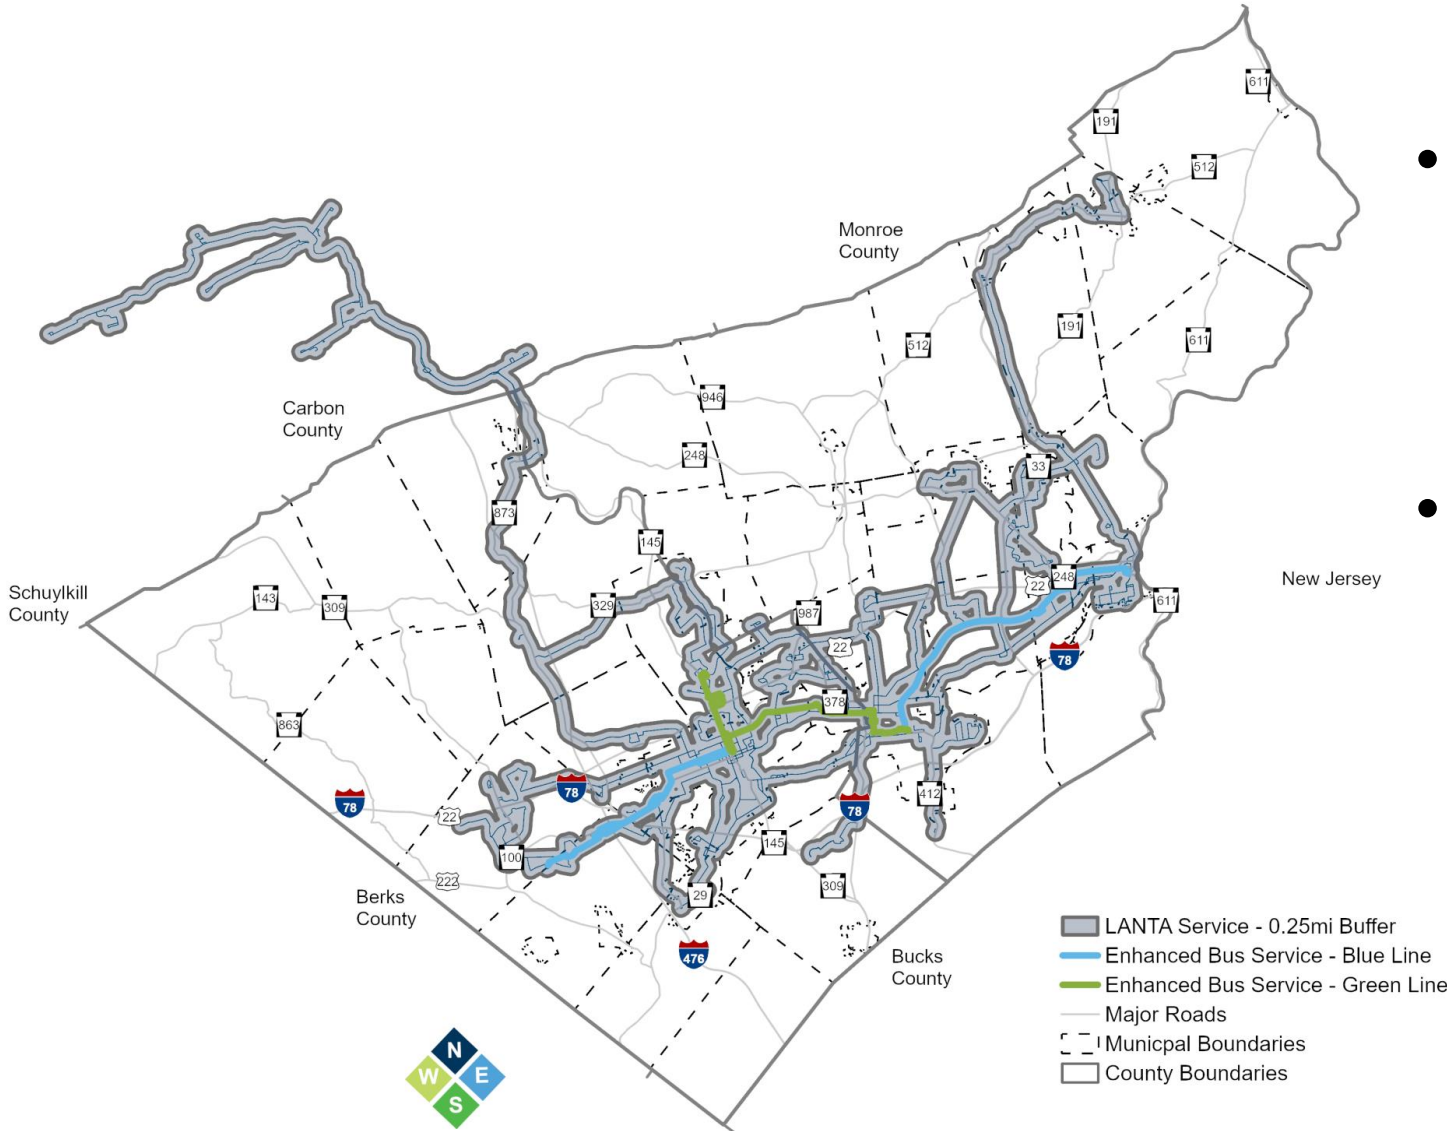 611
191
512
Monroe
County
191
512
611
946
Carbon
County
248
33
873
145
Schuylkill
County
143
309
329
987
22
248
22
New Jersey
611
78
863
378
78
78
22
78
412
100
145
222
29
309
Berks
County
476
Bucks
County
LANTA Service - 0.25mi Buffer
Enhanced Bus Service - Blue Line
Enhanced Bus Service - Green Line
Major Roads
Municpal Boundaries
County Boundaries
N
W E
S